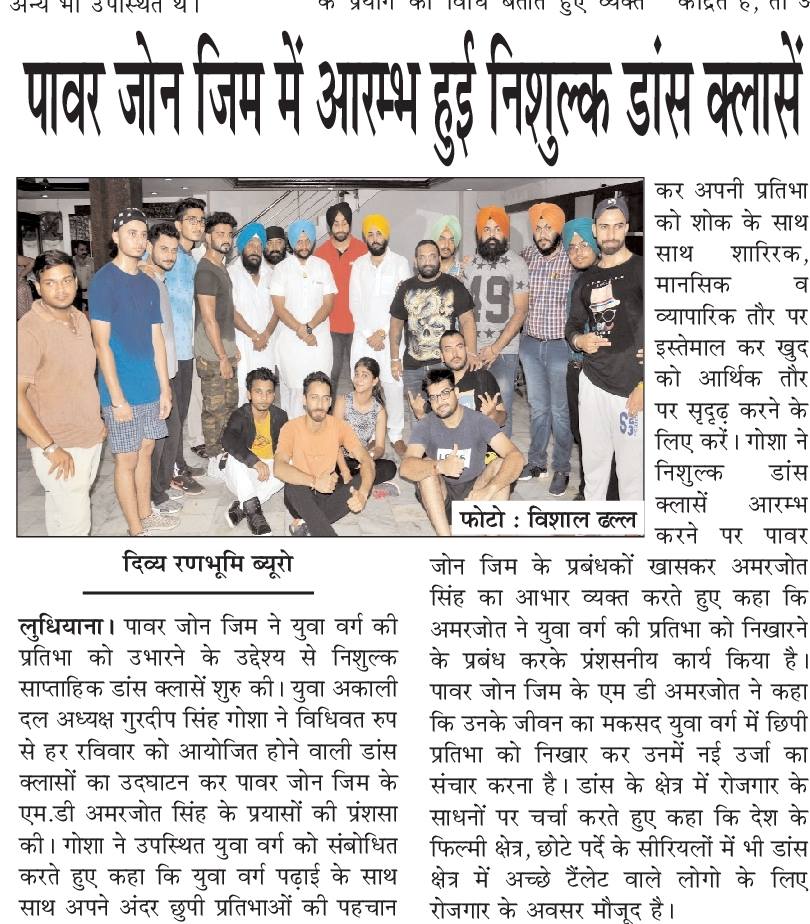 अन्य भी उपस्थित थे।
के प्रयोग की विधि बताते हुए व्यक्त
केंद्रित है, तो
पावर जोन जिम में आरम्भ हुई निशुल्क डांस क्लासें
फोटो : विशाल ढल्ल
दिव्य रणभूमि ब्यूरो
लुधियाना। पावर जोन जिम ने युवा वर्ग की
प्रतिभा को उभारने के उद्देश्य से निशुल्क
साप्ताहिक डांस क्लासें शुरु की। युवा अकाली
दल अध्यक्ष गुरदीप सिंह गोशा ने विधिवत रुप
से हर रविवार को आयोजित होने वाली डांस
क्लासों का उदघाटन कर पावर जोन जिम के
एम.डी अमरजोत सिंह के प्रयासों की प्रंशसा
की। गोशा ने उपस्थित युवा वर्ग को संबोधित
करते हुए कहा कि युवा वर्ग पढ़ाई के साथ
साथ अपने अंदर छुपी प्रतिभाओं की पहचान
कर अपनी प्रतिभा
को शोक के साथ
साथ शारिरक,
मानसिक व
व्यापारिक तौर पर
इस्तेमाल कर खुद
को आर्थिक तौर
पर सृदृढ़ करने के
लिए करें। गोशा ने
निशुल्क डांस
क्लासें आरम्भ
करने पर पावर
जोन जिम के प्रबंधकों खासकर अमरजोत
सिंह का आभार व्यक्त करते हुए कहा कि
अमरजोत ने युवा वर्ग की प्रतिभा को निखारने
के प्रबंध करके प्रंशसनीय कार्य किया है।
पावर जोन जिम के एम डी अमरजोत ने कहा
कि उनके जीवन का मकसद युवा वर्ग में छिपी
प्रतिभा को निखार कर उनमें नई उर्जा का
संचार करना है। डांस के क्षेत्र में रोजगार के
साधनों पर चर्चा करते हुए कहा कि देश के
फिल्मी क्षेत्र, छोटे पर्दे के सीरियलों में भी डांस
क्षेत्र में अच्छे टैंलेट वाले लोगो के लिए
रोजगार के अवसर मौजूद है।